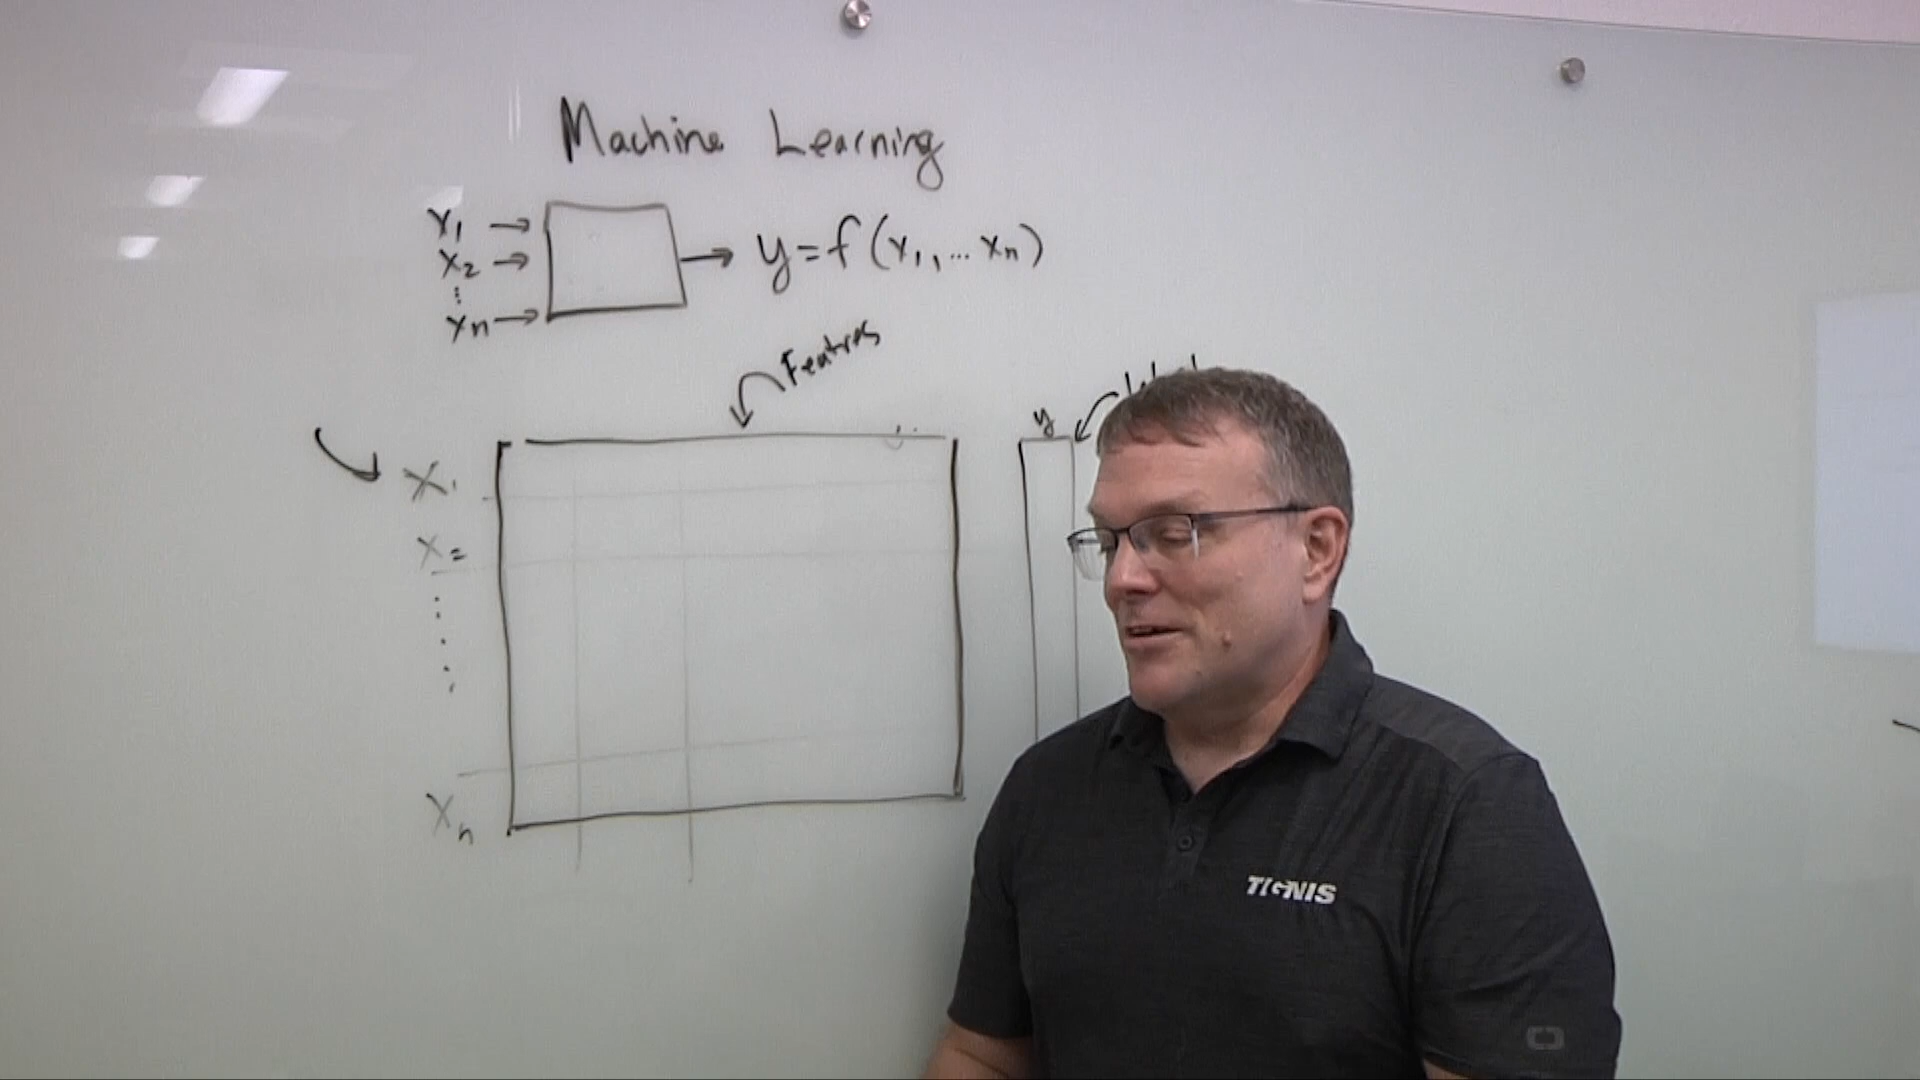 Machine Learning
x₁ →
x₂ →
⋮
xn →
→ y = f(x₁, ... xn)
Features
y
X₁
X₂
⋮
Xn
TIGNIS